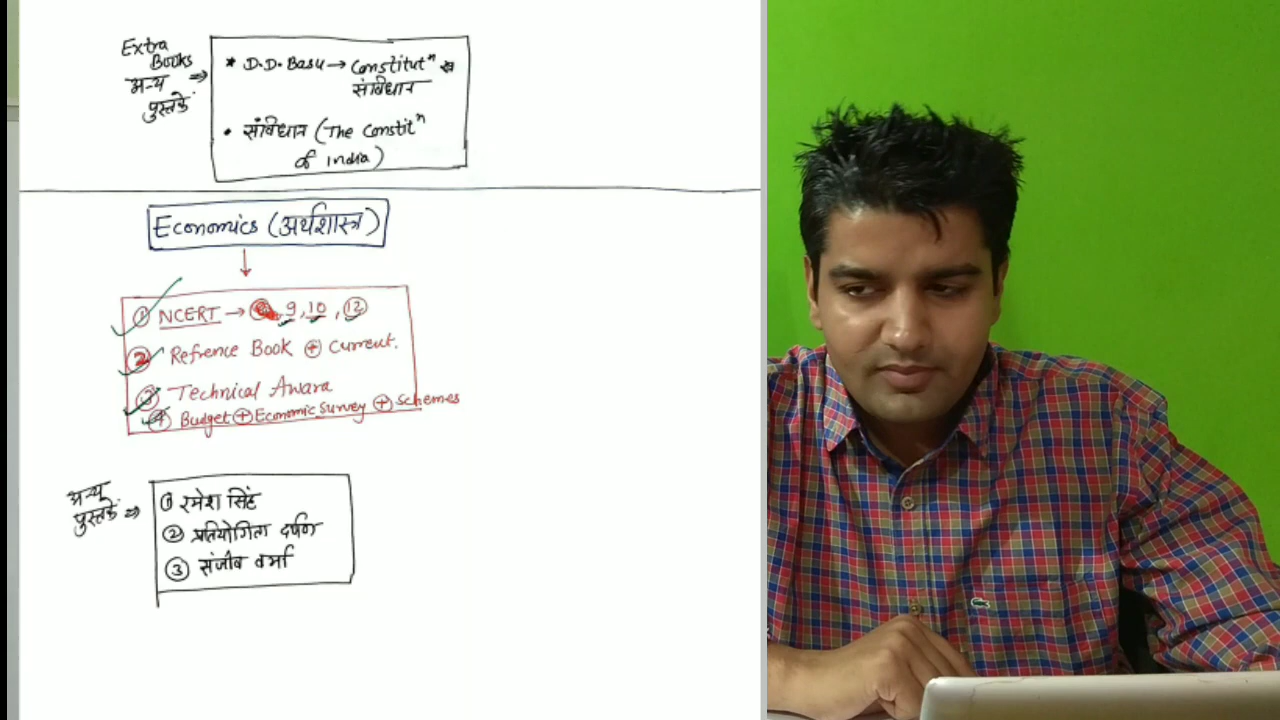 Extra
Books
अन्य
पुस्तकें ⇒
* D.D. Basu → Constitutⁿ
संविधान
• संविधान (The Constitⁿ
of India)
Economics (अर्थशास्त्र)
① NCERT → 9, 10, ⑫
② Refrence Book ⊕ Current.
③ Technical Awara
④ Budget ⊕ Economic Survey ⊕ Schemes
अन्य
पुस्तकें ⇒
① रमेश सिंह
② प्रतियोगिता दर्पण
③ संजीव वर्मा